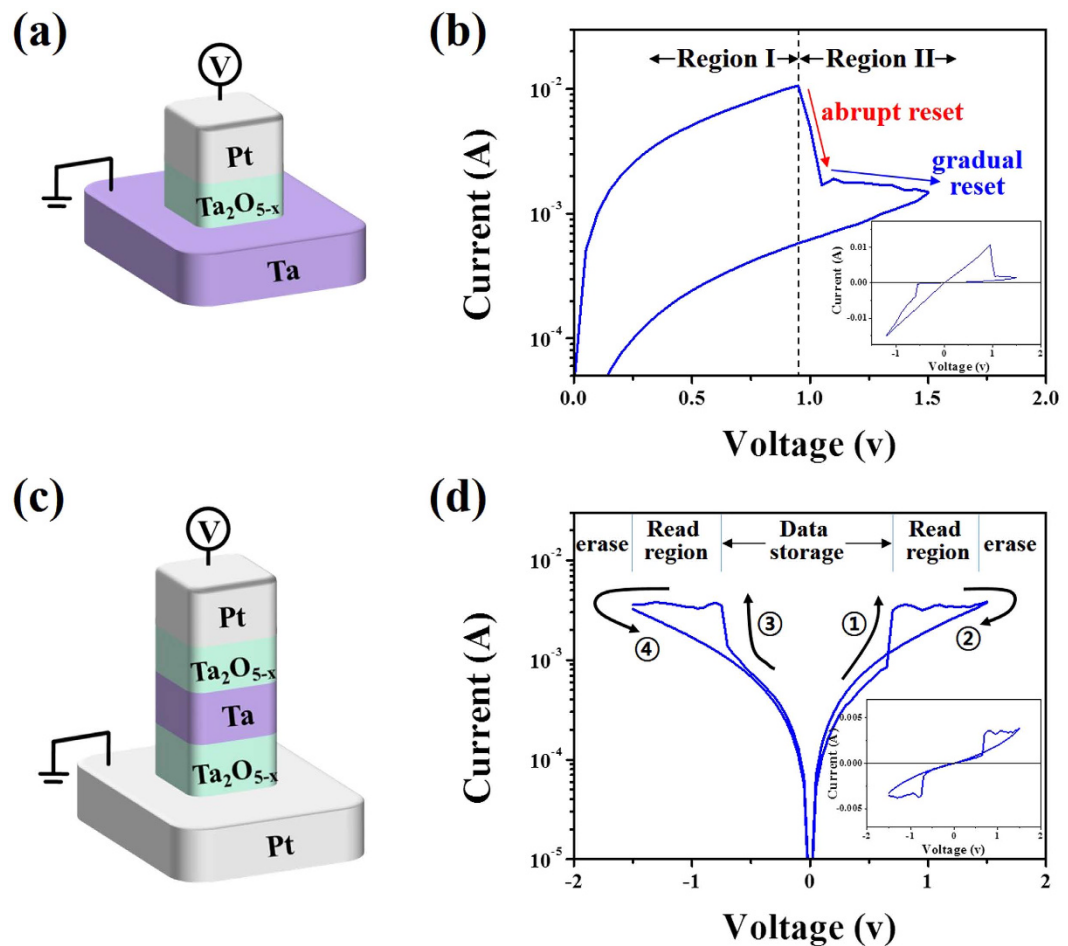 (a)
V
Pt
Ta₂O₅₋ₓ
Ta
(b)
Current (A)
10⁻²
10⁻³
10⁻⁴
Region I
Region II
abrupt reset
gradual
reset
Current (A)
0.01
0.00
-0.01
-1 0 1 2
Voltage (v)
0.0 0.5 1.0 1.5 2.0
Voltage (v)
(c)
V
Pt
Ta₂O₅₋ₓ
Ta
Ta₂O₅₋ₓ
Pt
(d)
Current (A)
10⁻²
10⁻³
10⁻⁴
10⁻⁵
erase
Read
region
Data
storage
Read
region
erase
④
③
①
②
Current (A)
0.005
0.000
-0.005
-2 -1 0 1 2
Voltage (v)
-2 -1 0 1 2
Voltage (v)